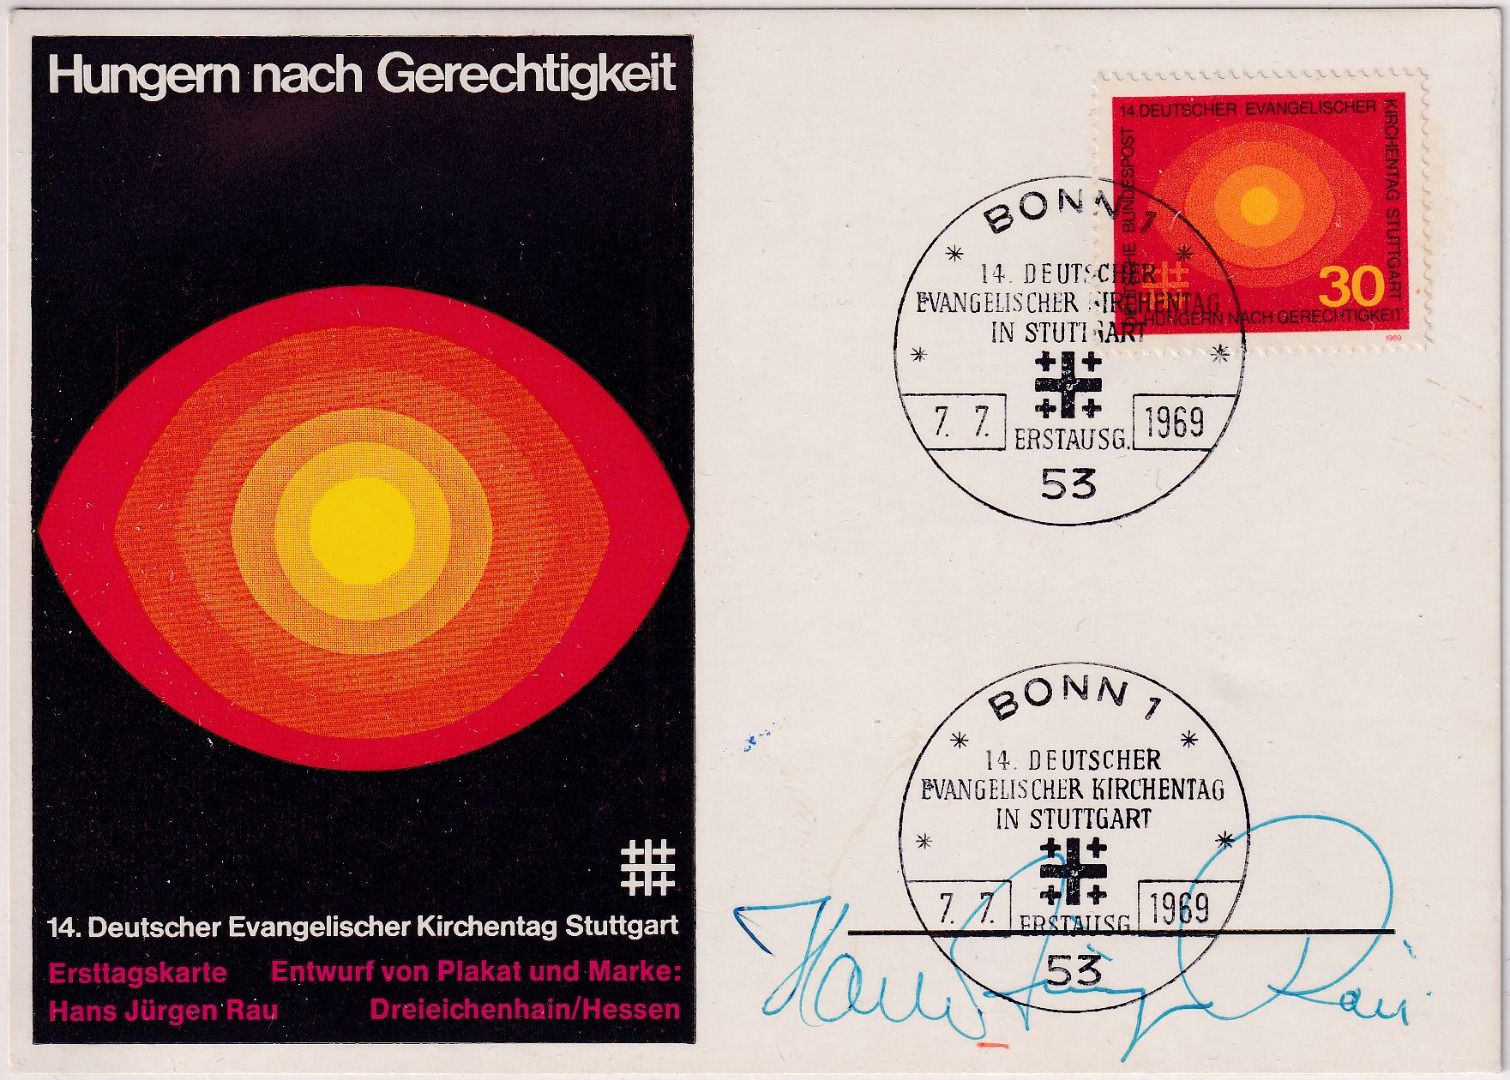 Hungern nach Gerechtigkeit
14. Deutscher Evangelischer Kirchentag Stuttgart
Ersttagskarte Entwurf von Plakat und Marke:
Hans Jürgen Rau Dreieichenhain/Hessen
14. DEUTSCHER EVANGELISCHER
KIRCHENTAG STUTTGART
DEUTSCHE BUNDESPOST
30
HUNGERN NACH GERECHTIGKEIT
1969
BONN 1
14. DEUTSCHER
EVANGELISCHER KIRCHENTAG
IN STUTTGART
7. 7. 1969
ERSTAUSG.
53
BONN 1
14. DEUTSCHER
EVANGELISCHER KIRCHENTAG
IN STUTTGART
7. 7. 1969
ERSTAUSG.
53
Hans Jürgen Rau